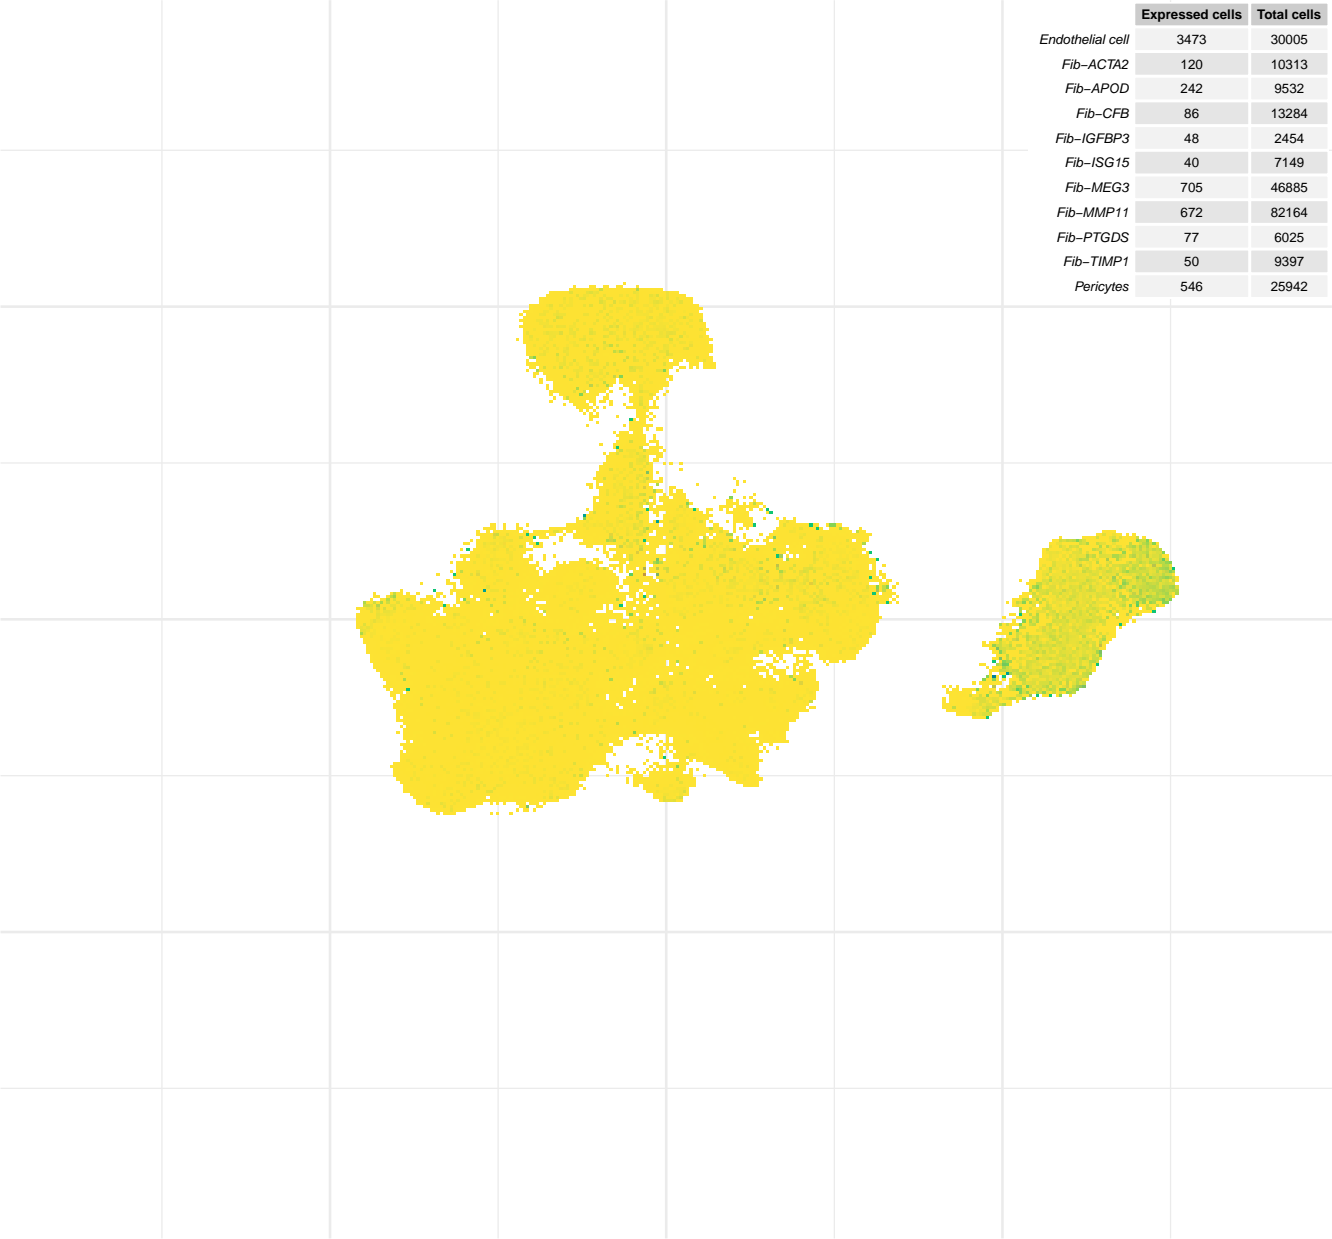 Expressed cells Total cells
Endothelial cell 3473 30005
Fib−ACTA2 120 10313
Fib−APOD 242 9532
Fib−CFB 86 13284
Fib−IGFBP3 48 2454
Fib−ISG15 40 7149
Fib−MEG3 705 46885
Fib−MMP11 672 82164
Fib−PTGDS 77 6025
Fib−TIMP1 50 9397
Pericytes 546 25942